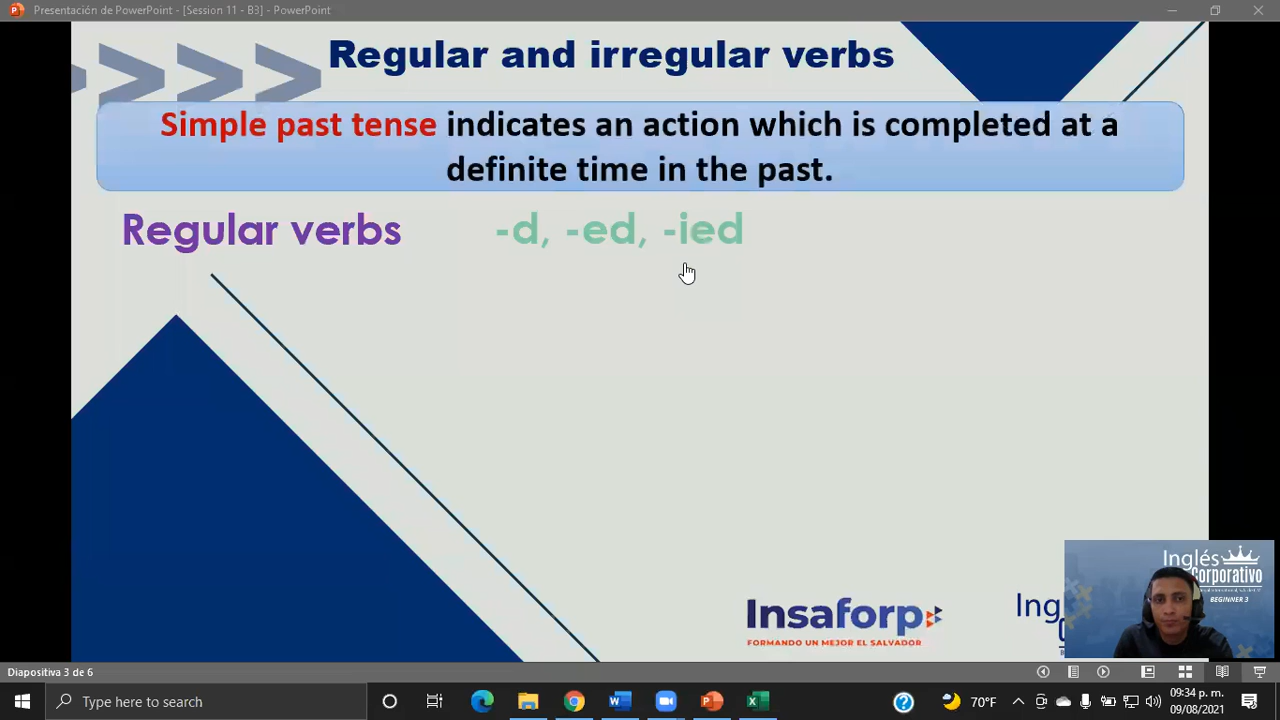 Presentación de PowerPoint - [Session 11 - B3] - PowerPoint
Regular and irregular verbs
Simple past tense indicates an action which is completed at a
definite time in the past.
Regular verbs -d, -ed, -ied
Inglés
Corporativo
BEGINNER 3
Insaforp
FORMANDO UN MEJOR EL SALVADOR
Ing
Diapositiva 3 de 6
Type here to search
70°F
09:34 p. m.
09/08/2021